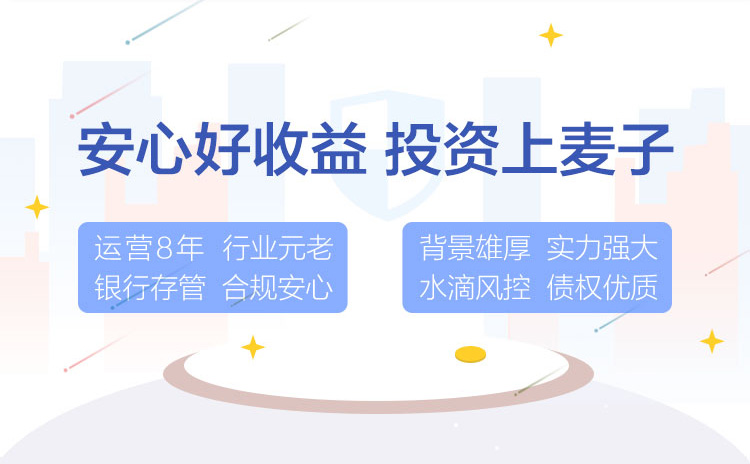 安心好收益 投资上麦子
运营8年 行业元老
银行存管 合规安心
背景雄厚 实力强大
水滴风控 债权优质